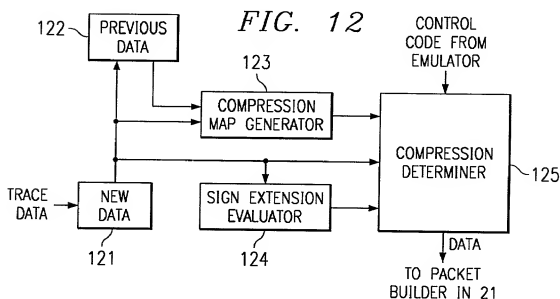 FIG. 12
122
PREVIOUS
DATA
CONTROL
CODE FROM
EMULATOR
123
COMPRESSION
MAP GENERATOR
COMPRESSION
DETERMINER
125
TRACE
DATA
NEW
DATA
121
SIGN EXTENSION
EVALUATOR
124
DATA
TO PACKET
BUILDER IN 21